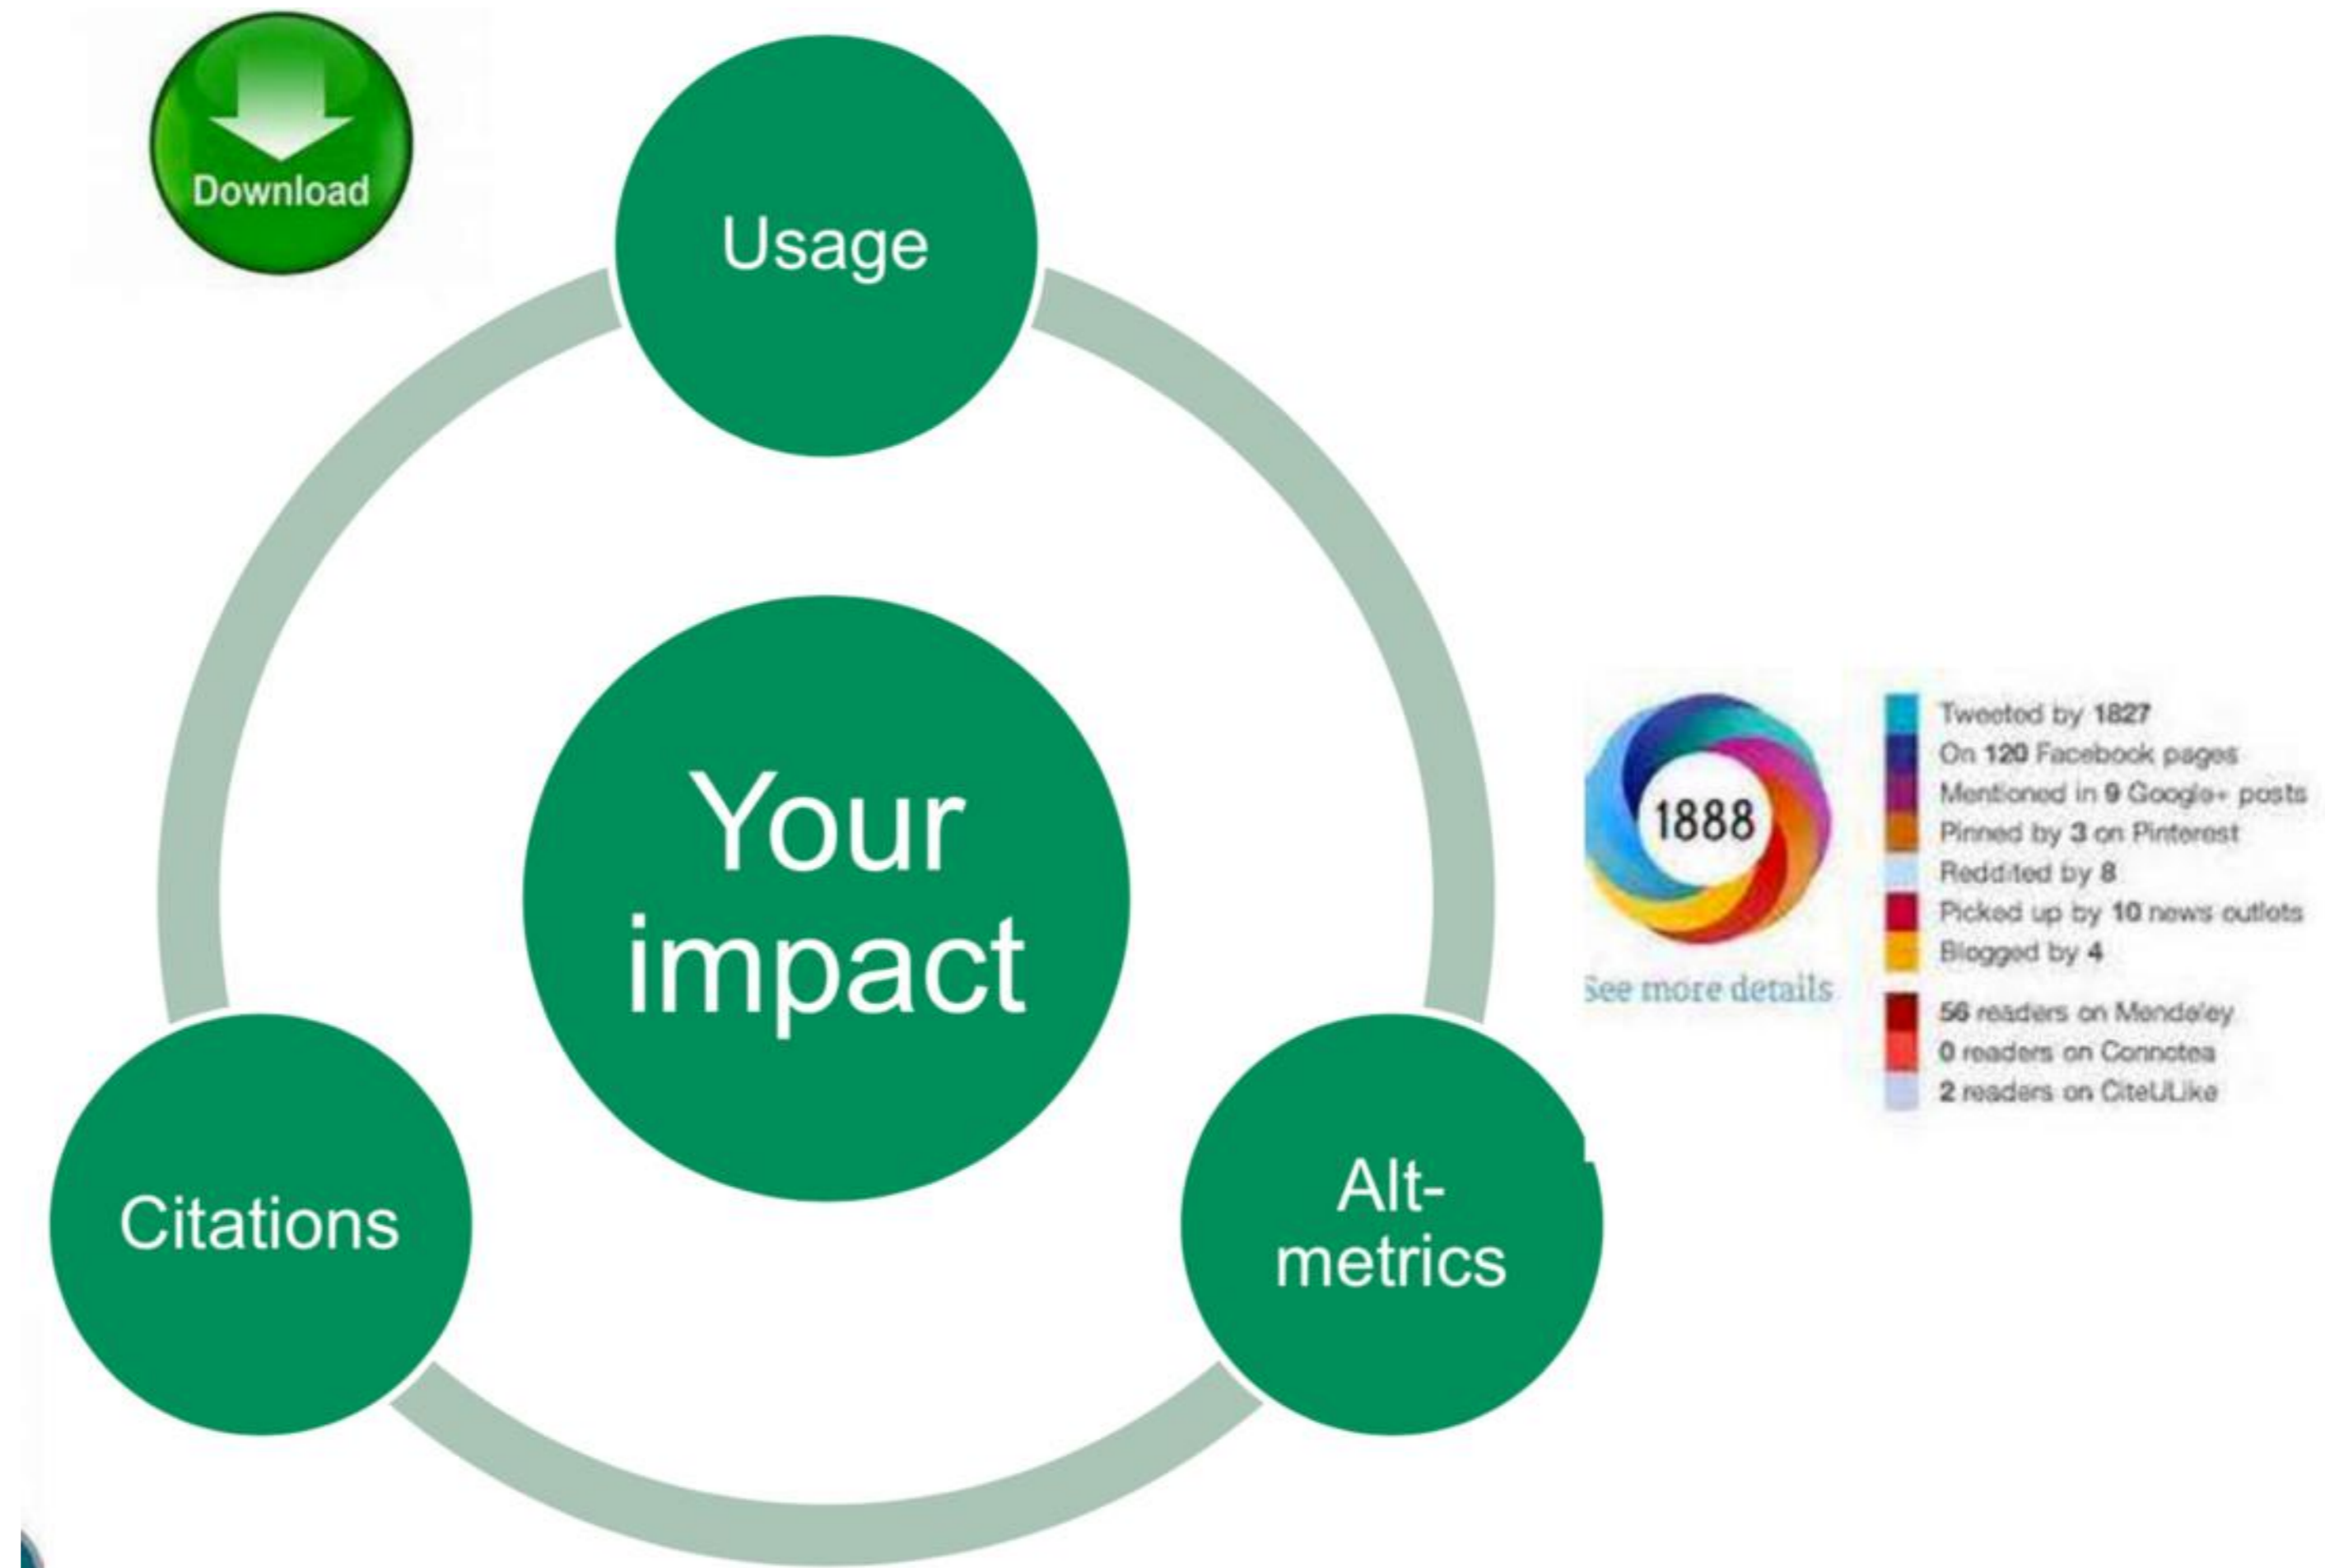 Download
Usage
Your
impact
Citations
Alt-
metrics
1888
See more details
Tweeted by 1827
On 120 Facebook pages
Mentioned in 9 Google+ posts
Pinned by 3 on Pinterest
Reddited by 8
Picked up by 10 news outlets
Blogged by 4
56 readers on Mendeley
0 readers on Connotea
2 readers on CiteULike